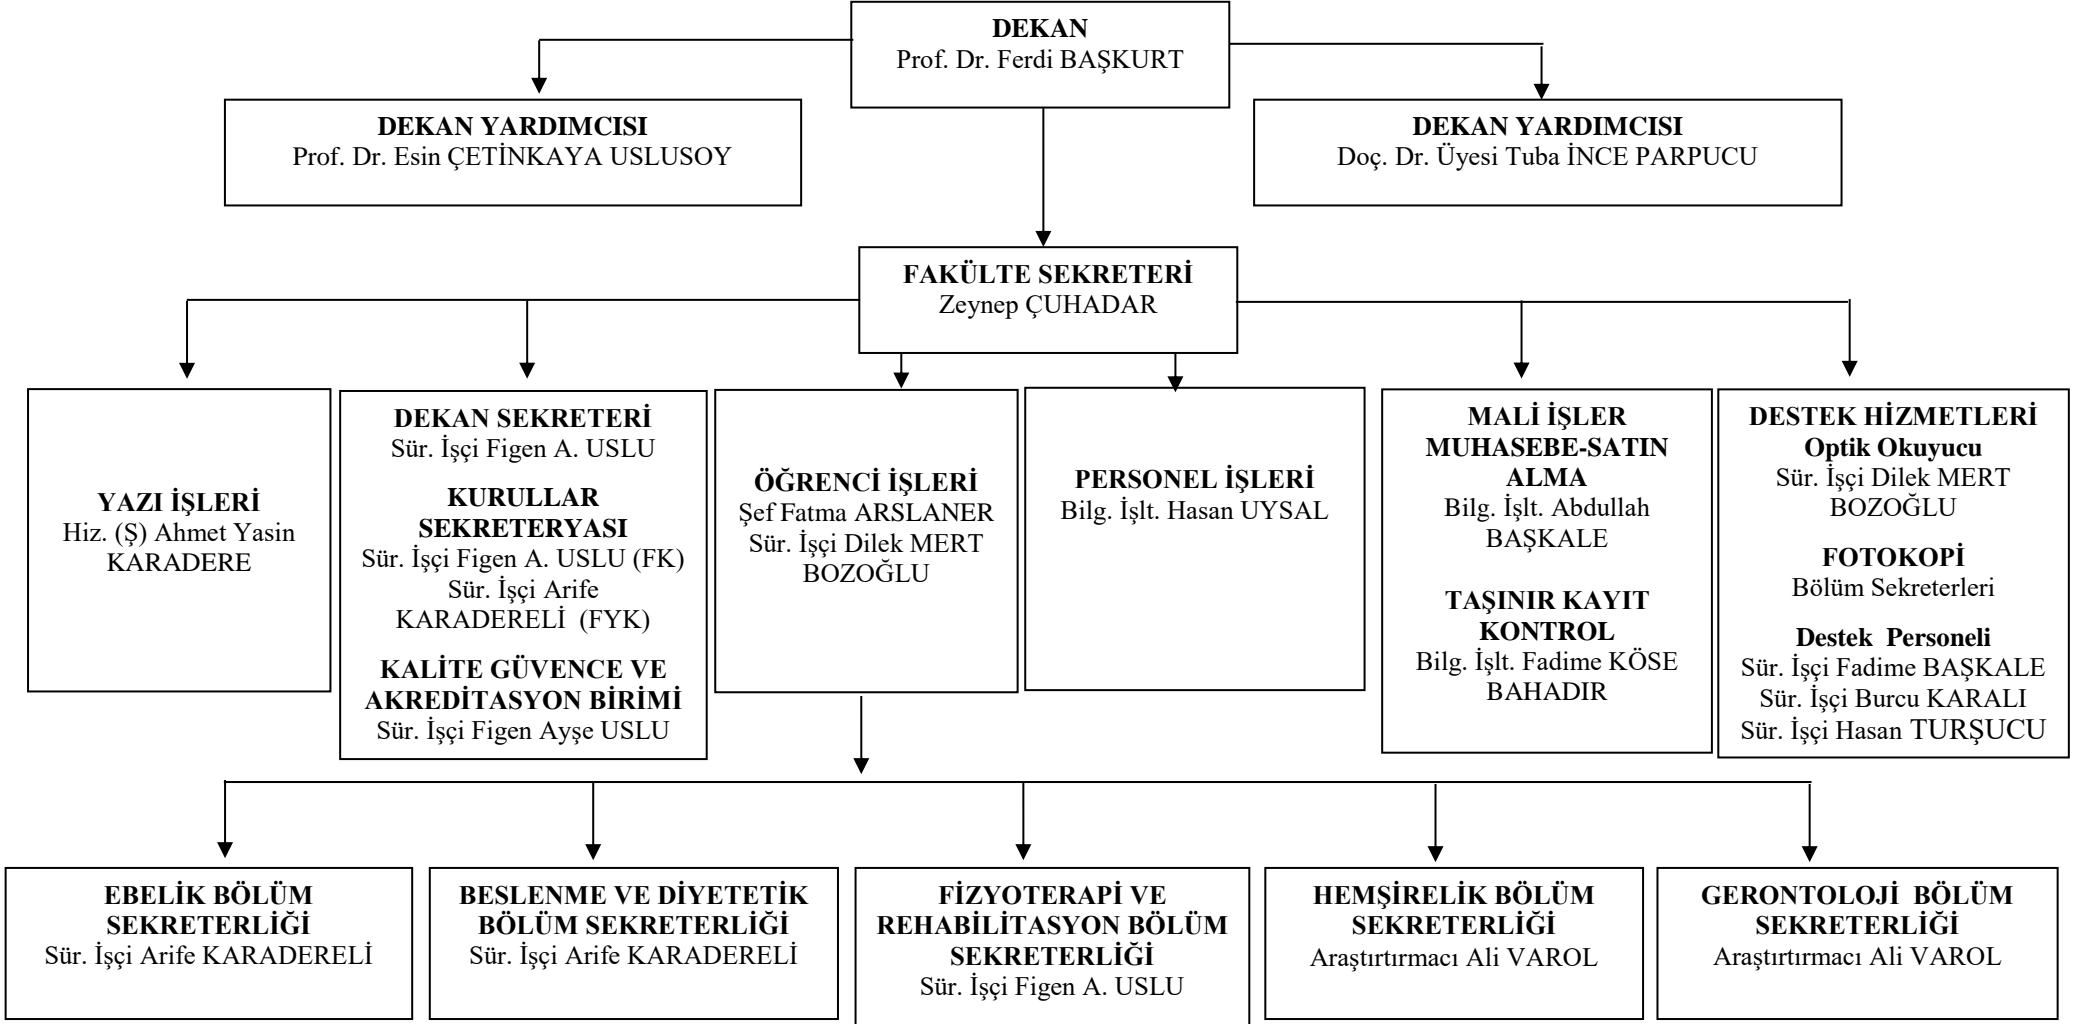 DEKAN
Prof. Dr. Ferdi BAŞKURT
DEKAN YARDIMCISI
Prof. Dr. Esin ÇETİNKAYA USLUSOY
DEKAN YARDIMCISI
Doç. Dr. Üyesi Tuba İNCE PARPUCU
FAKÜLTE SEKRETERİ
Zeynep ÇUHADAR
YAZI İŞLERİ
Hiz. (Ş) Ahmet Yasin
KARADERE
DEKAN SEKRETERİ
Sür. İşçi Figen A. USLU
KURULLAR
SEKRETERYASI
Sür. İşçi Figen A. USLU (FK)
Sür. İşçi Arife
KARADERELİ  (FYK)
KALİTE GÜVENCE VE
AKREDİTASYON BİRİMİ
Sür. İşçi Figen Ayşe USLU
ÖĞRENCİ İŞLERİ
Şef Fatma ARSLANER
Sür. İşçi Dilek MERT
BOZOĞLU
PERSONEL İŞLERİ
Bilg. İşlt. Hasan UYSAL
MALİ İŞLER
MUHASEBE-SATIN
ALMA
Bilg. İşlt. Abdullah
BAŞKALE
TAŞINIR KAYIT
KONTROL
Bilg. İşlt. Fadime KÖSE
BAHADIR
DESTEK HİZMETLERİ
Optik Okuyucu
Sür. İşçi Dilek MERT
BOZOĞLU
FOTOKOPİ
Bölüm Sekreterleri
Destek  Personeli
Sür. İşçi Fadime BAŞKALE
Sür. İşçi Burcu KARALI
Sür. İşçi Hasan TURŞUCU
EBELİK BÖLÜM
SEKRETERLİĞİ
Sür. İşçi Arife KARADERELİ
BESLENME VE DİYETETİK
BÖLÜM SEKRETERLİĞİ
Sür. İşçi Arife KARADERELİ
FİZYOTERAPİ VE
REHABİLİTASYON BÖLÜM
SEKRETERLİĞİ
Sür. İşçi Figen A. USLU
HEMŞİRELİK BÖLÜM
SEKRETERLİĞİ
Araştırtırmacı Ali VAROL
GERONTOLOJİ  BÖLÜM
SEKRETERLİĞİ
Araştırtırmacı Ali VAROL